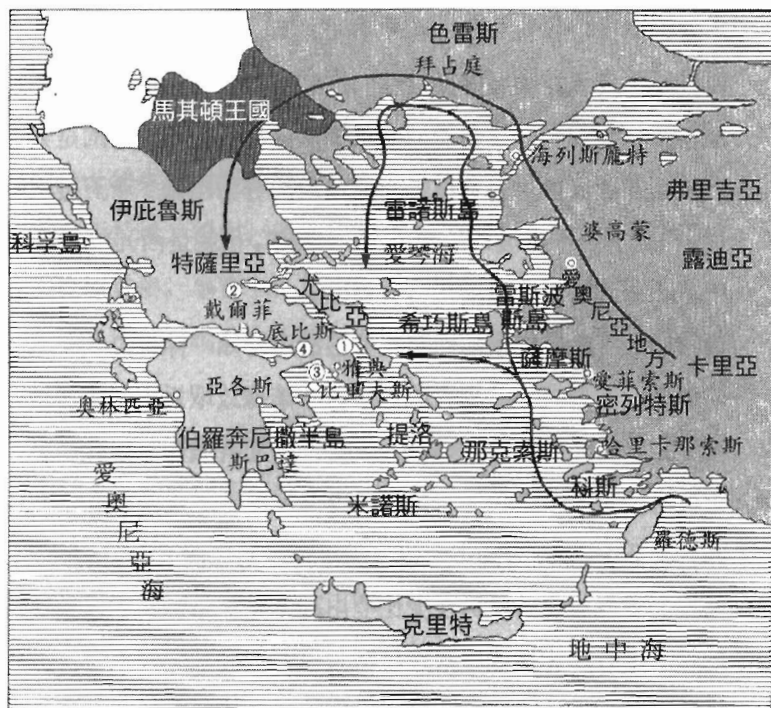 色雷斯
拜占庭
馬其頓王國
海列斯龐特
弗里吉亞
伊庇魯斯
雷諾斯島
婆高蒙
科孚島
特薩里亞
愛琴海
露迪亞
②
戴爾菲
尤比亞
雷斯波斯島
愛奧尼亞地方
希巧斯島
底比斯
④
①
③
雅典
比里夫斯
薩摩斯
卡里亞
亞各斯
愛菲索斯
奧林匹亞
密列特斯
伯羅奔尼撒半島
提洛
那克索斯
哈里卡那索斯
斯巴達
科斯
米諾斯
愛奧尼亞海
羅德斯
克里特
地中海